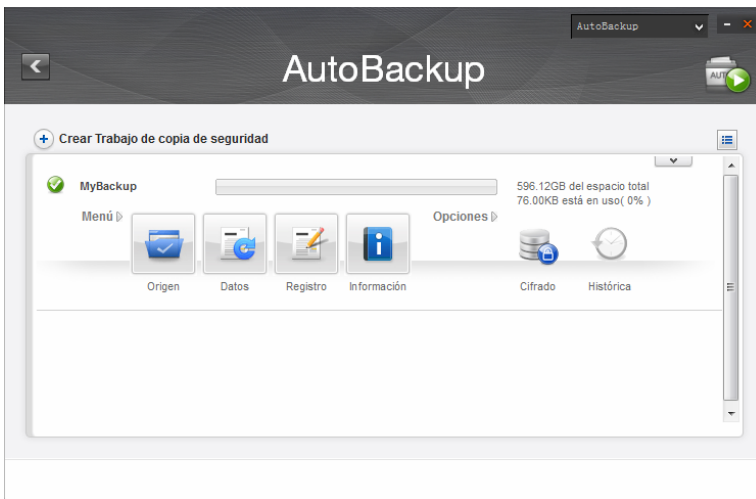 AutoBackup
AutoBackup
AUTO
Crear Trabajo de copia de seguridad
MyBackup
596.12GB del espacio total
76.00KB está en uso( 0% )
Menú
Opciones
Origen
Datos
Registro
Información
Cifrado
Histórica